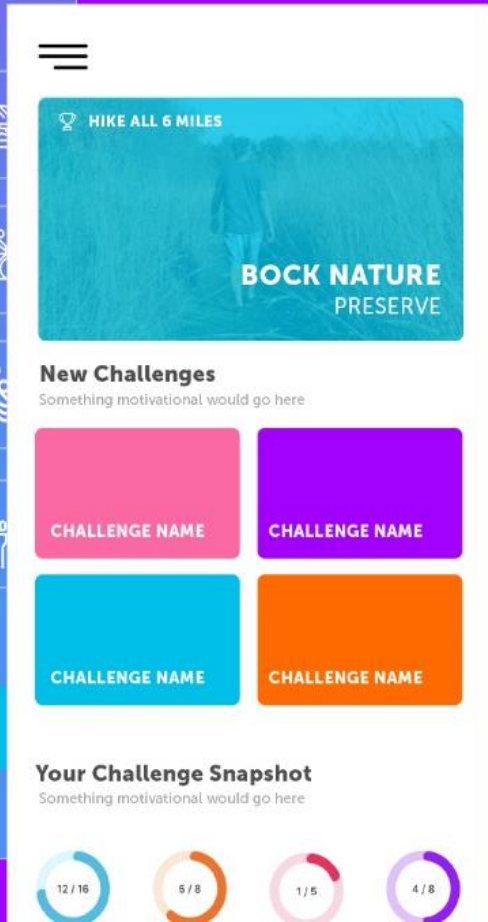 HIKE ALL 6 MILES
BOCK NATURE
PRESERVE
New Challenges
Something motivational would go here
CHALLENGE NAME
CHALLENGE NAME
CHALLENGE NAME
CHALLENGE NAME
Your Challenge Snapshot
Something motivational would go here
12 / 16
5 / 8
1 / 5
4 / 8